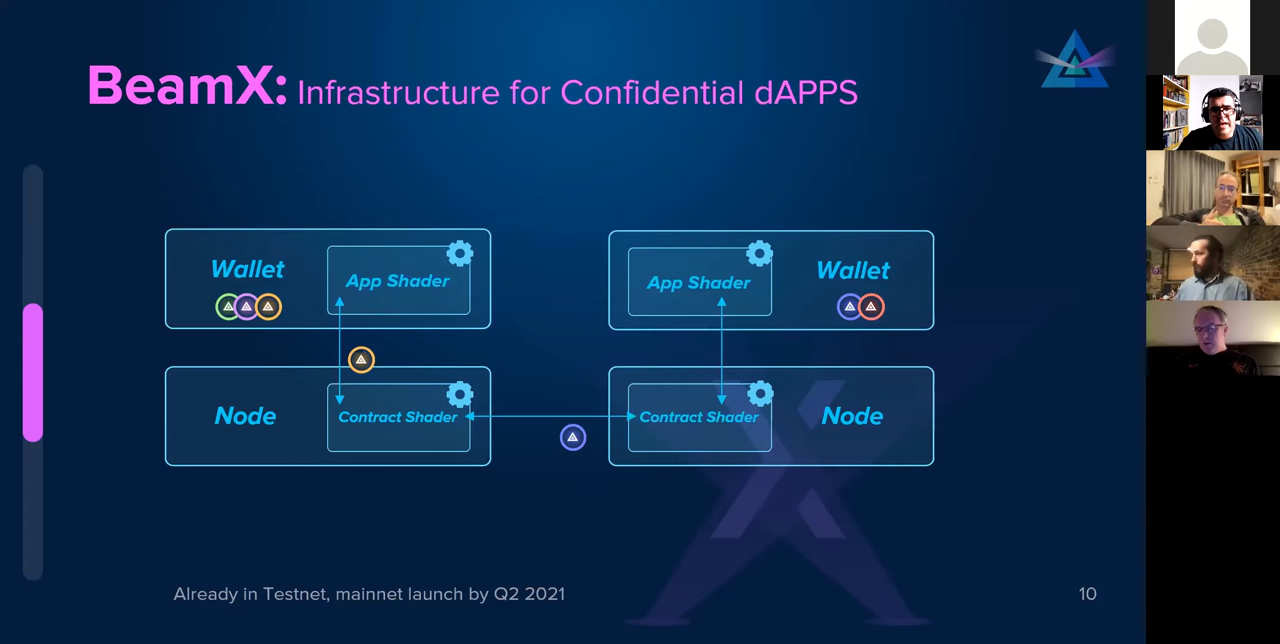 BeamX: Infrastructure for Confidential dAPPS
Wallet
App Shader
App Shader
Wallet
Node
Contract Shader
Contract Shader
Node
Already in Testnet, mainnet launch by Q2 2021
10